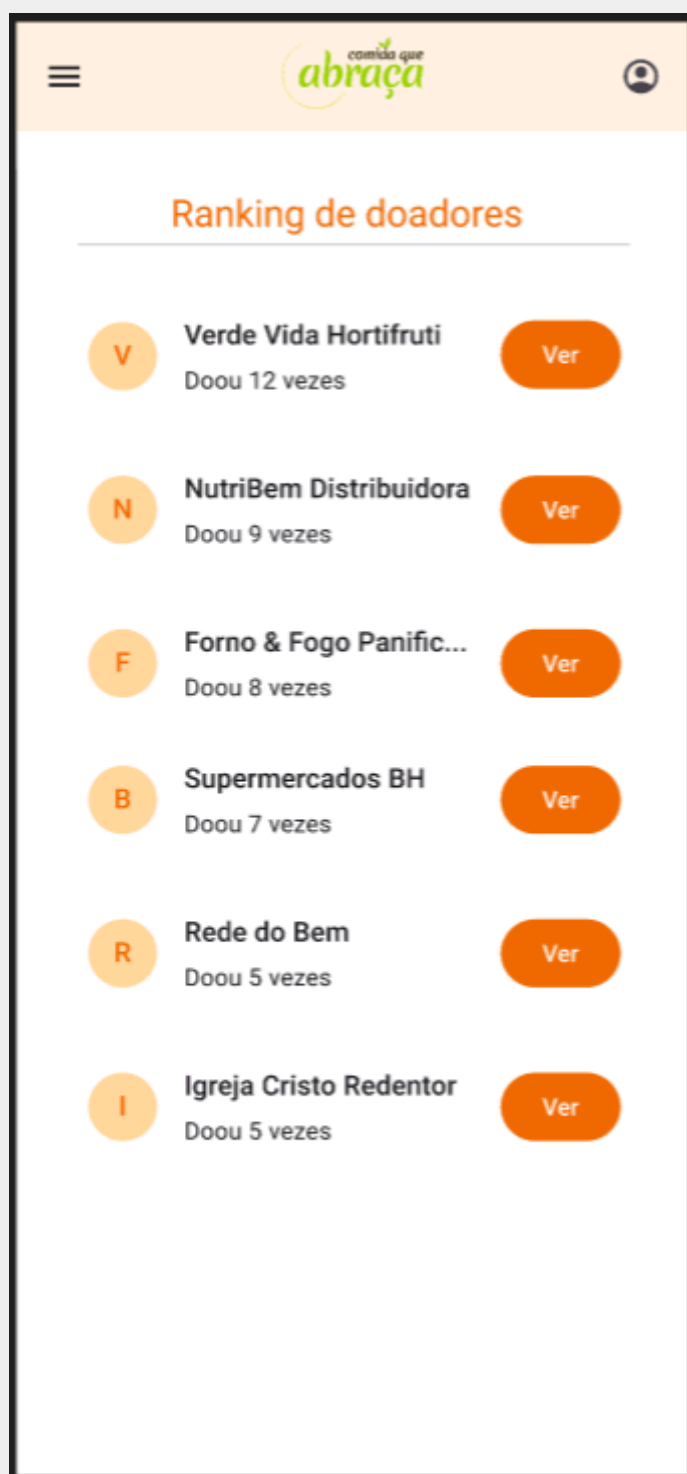 comida que
abraça
Ranking de doadores
V
Verde Vida Hortifruti
Doou 12 vezes
Ver
N
NutriBem Distribuidora
Doou 9 vezes
Ver
F
Forno & Fogo Panific...
Doou 8 vezes
Ver
B
Supermercados BH
Doou 7 vezes
Ver
R
Rede do Bem
Doou 5 vezes
Ver
I
Igreja Cristo Redentor
Doou 5 vezes
Ver